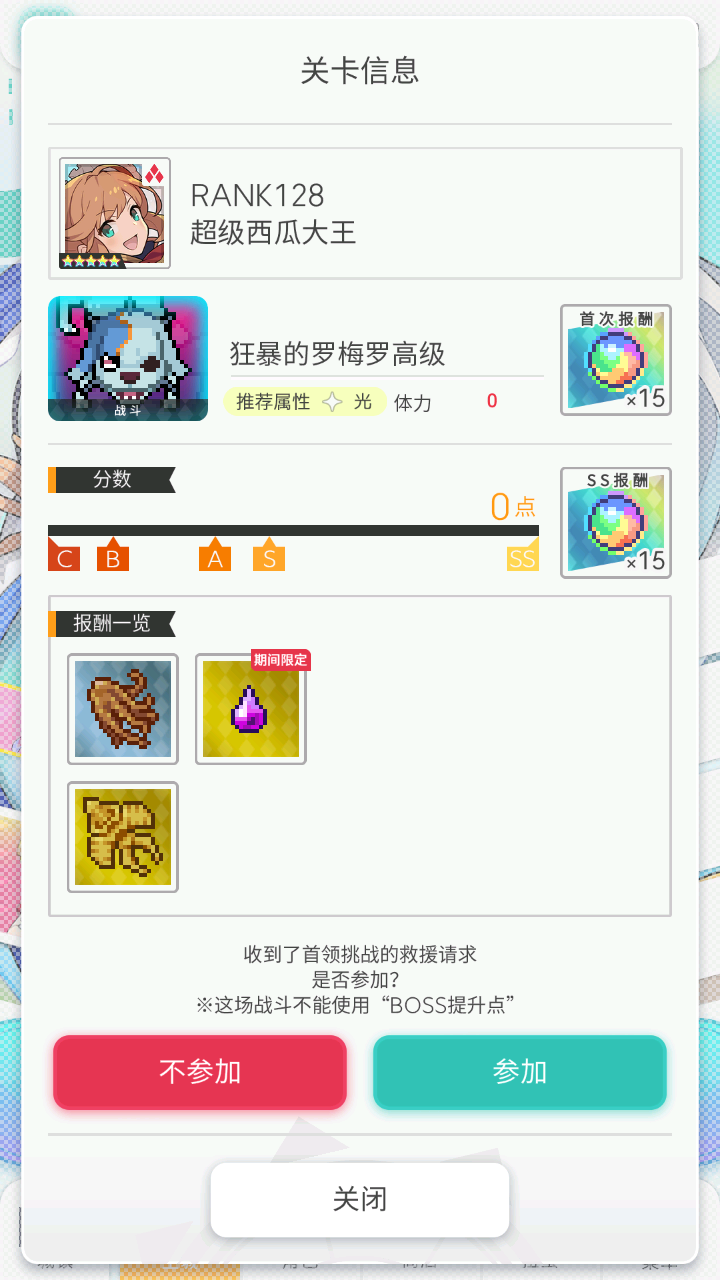 关卡信息
RANK128
超级西瓜大王
狂暴的罗梅罗高级
首次报酬
×15
战斗
推荐属性 光 体力 0
分数
SS报酬
0点
×15
C B A S SS
报酬一览
期间限定
收到了首领挑战的救援请求
是否参加?
※这场战斗不能使用“BOSS提升点”
不参加
参加
关闭